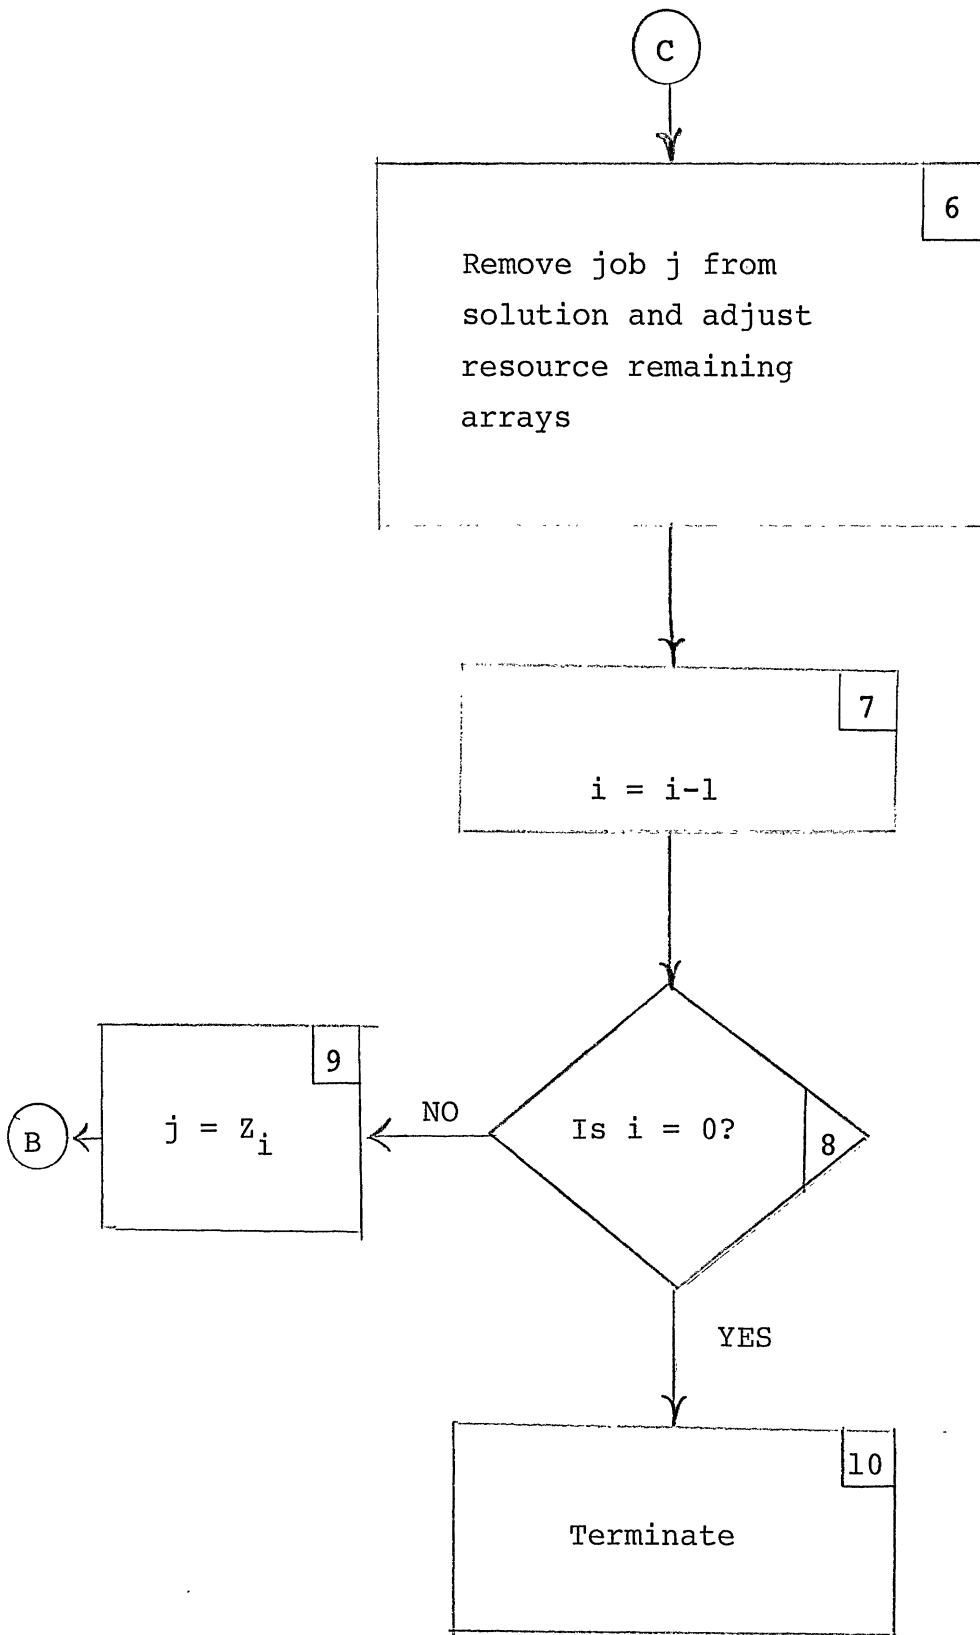 C
6
Remove job j from
solution and adjust
resource remaining
arrays
7
i = i-1
9
j = Z_i
B
NO
Is i = 0?
8
YES
10
Terminate